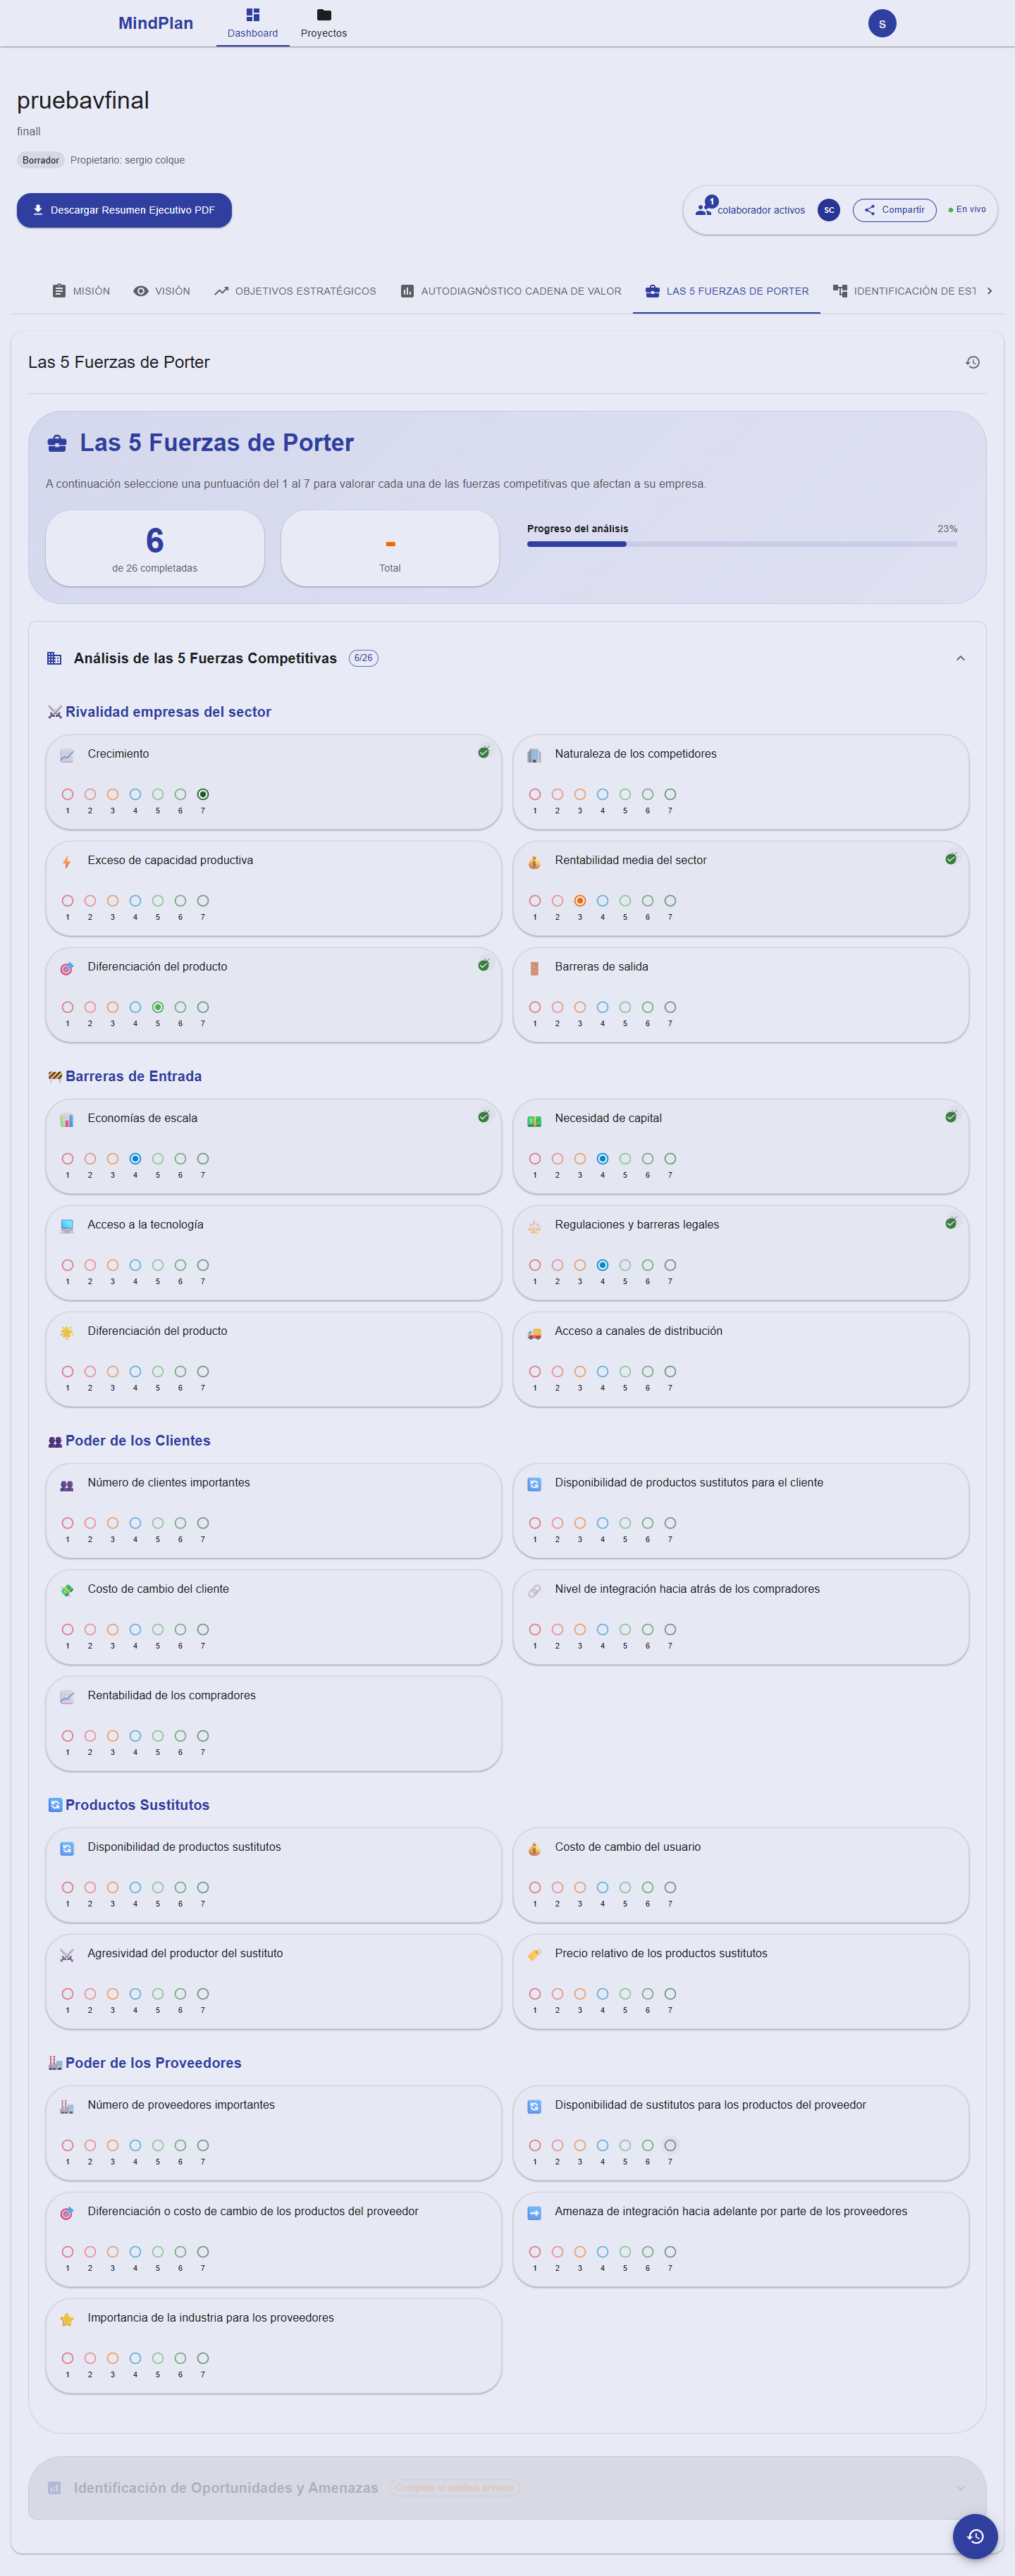 MindPlan
Dashboard
Proyectos
S
pruebavfinal
finall
Borrador
Propietario: sergio colque
Descargar Resumen Ejecutivo PDF
1
colaborador activos
SC
Compartir
En vivo
MISIÓN
VISIÓN
OBJETIVOS ESTRATÉGICOS
AUTODIAGNÓSTICO CADENA DE VALOR
LAS 5 FUERZAS DE PORTER
IDENTIFICACIÓN DE EST
Las 5 Fuerzas de Porter
Las 5 Fuerzas de Porter
A continuación seleccione una puntuación del 1 al 7 para valorar cada una de las fuerzas competitivas que afectan a su empresa.
6
de 26 completadas
-
Total
Progreso del análisis
23%
Análisis de las 5 Fuerzas Competitivas
6/26
Rivalidad empresas del sector
Crecimiento
1 2 3 4 5 6 7
Naturaleza de los competidores
1 2 3 4 5 6 7
Exceso de capacidad productiva
1 2 3 4 5 6 7
Rentabilidad media del sector
1 2 3 4 5 6 7
Diferenciación del producto
1 2 3 4 5 6 7
Barreras de salida
1 2 3 4 5 6 7
Barreras de Entrada
Economías de escala
1 2 3 4 5 6 7
Necesidad de capital
1 2 3 4 5 6 7
Acceso a la tecnología
1 2 3 4 5 6 7
Regulaciones y barreras legales
1 2 3 4 5 6 7
Diferenciación del producto
1 2 3 4 5 6 7
Acceso a canales de distribución
1 2 3 4 5 6 7
Poder de los Clientes
Número de clientes importantes
1 2 3 4 5 6 7
Disponibilidad de productos sustitutos para el cliente
1 2 3 4 5 6 7
Costo de cambio del cliente
1 2 3 4 5 6 7
Nivel de integración hacia atrás de los compradores
1 2 3 4 5 6 7
Rentabilidad de los compradores
1 2 3 4 5 6 7
Productos Sustitutos
Disponibilidad de productos sustitutos
1 2 3 4 5 6 7
Costo de cambio del usuario
1 2 3 4 5 6 7
Agresividad del productor del sustituto
1 2 3 4 5 6 7
Precio relativo de los productos sustitutos
1 2 3 4 5 6 7
Poder de los Proveedores
Número de proveedores importantes
1 2 3 4 5 6 7
Disponibilidad de sustitutos para los productos del proveedor
1 2 3 4 5 6 7
Diferenciación o costo de cambio de los productos del proveedor
1 2 3 4 5 6 7
Amenaza de integración hacia adelante por parte de los proveedores
1 2 3 4 5 6 7
Importancia de la industria para los proveedores
1 2 3 4 5 6 7
Identificación de Oportunidades y Amenazas
Complete el análisis primero